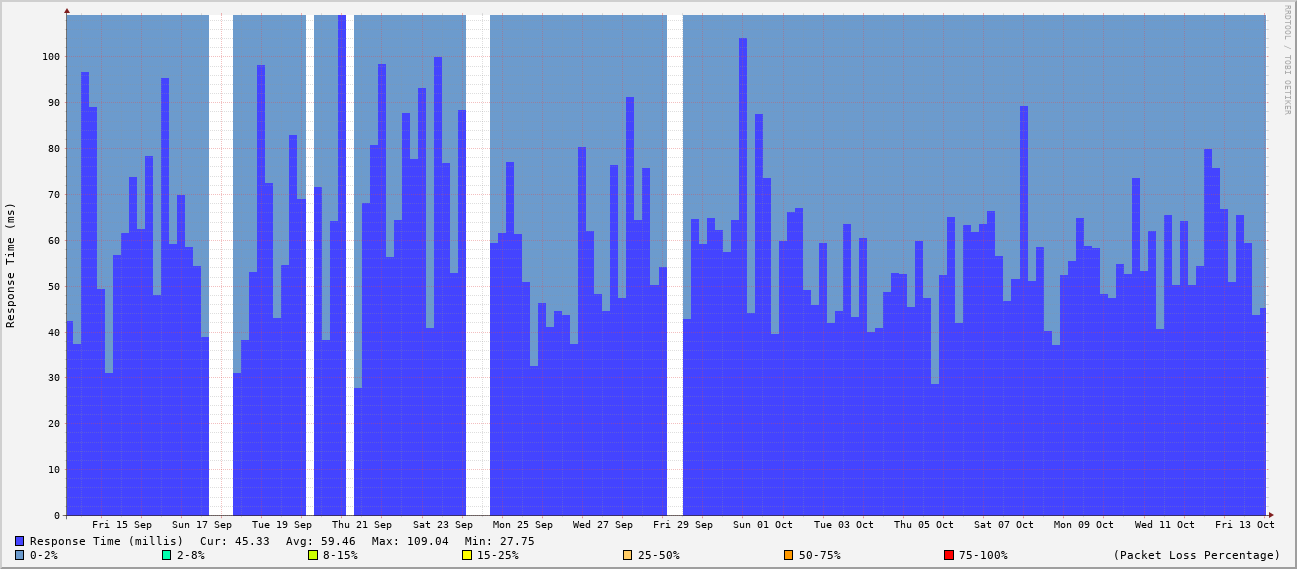 RRDTOOL / TOBI OETIKER
Response Time (ms)
100
90
80
70
60
50
40
30
20
10
0
Fri 15 Sep Sun 17 Sep Tue 19 Sep Thu 21 Sep Sat 23 Sep Mon 25 Sep Wed 27 Sep Fri 29 Sep Sun 01 Oct Tue 03 Oct Thu 05 Oct Sat 07 Oct Mon 09 Oct Wed 11 Oct Fri 13 Oct
Response Time (millis) Cur: 45.33 Avg: 59.46 Max: 109.04 Min: 27.75
0-2% 2-8% 8-15% 15-25% 25-50% 50-75% 75-100% (Packet Loss Percentage)